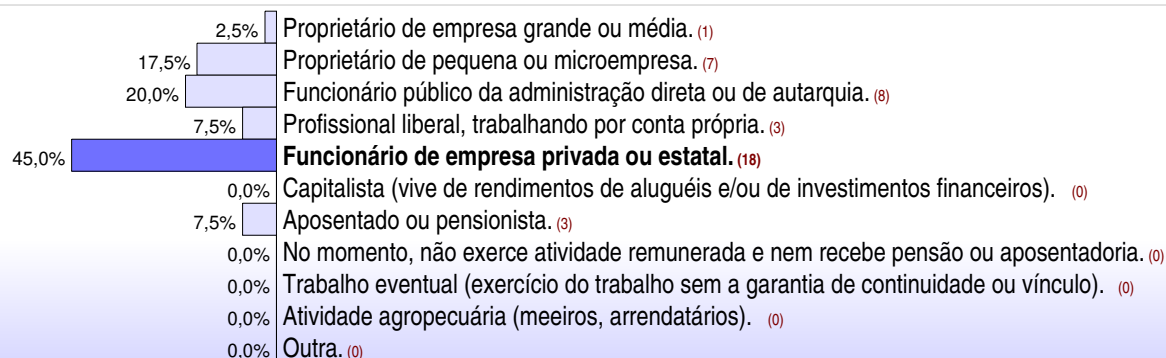 2,5% Proprietário de empresa grande ou média. (1)
17,5% Proprietário de pequena ou microempresa. (7)
20,0% Funcionário público da administração direta ou de autarquia. (8)
7,5% Profissional liberal, trabalhando por conta própria. (3)
45,0% Funcionário de empresa privada ou estatal. (18)
0,0% Capitalista (vive de rendimentos de aluguéis e/ou de investimentos financeiros). (0)
7,5% Aposentado ou pensionista. (3)
0,0% No momento, não exerce atividade remunerada e nem recebe pensão ou aposentadoria. (0)
0,0% Trabalho eventual (exercício do trabalho sem a garantia de continuidade ou vínculo). (0)
0,0% Atividade agropecuária (meeiros, arrendatários). (0)
0,0% Outra. (0)